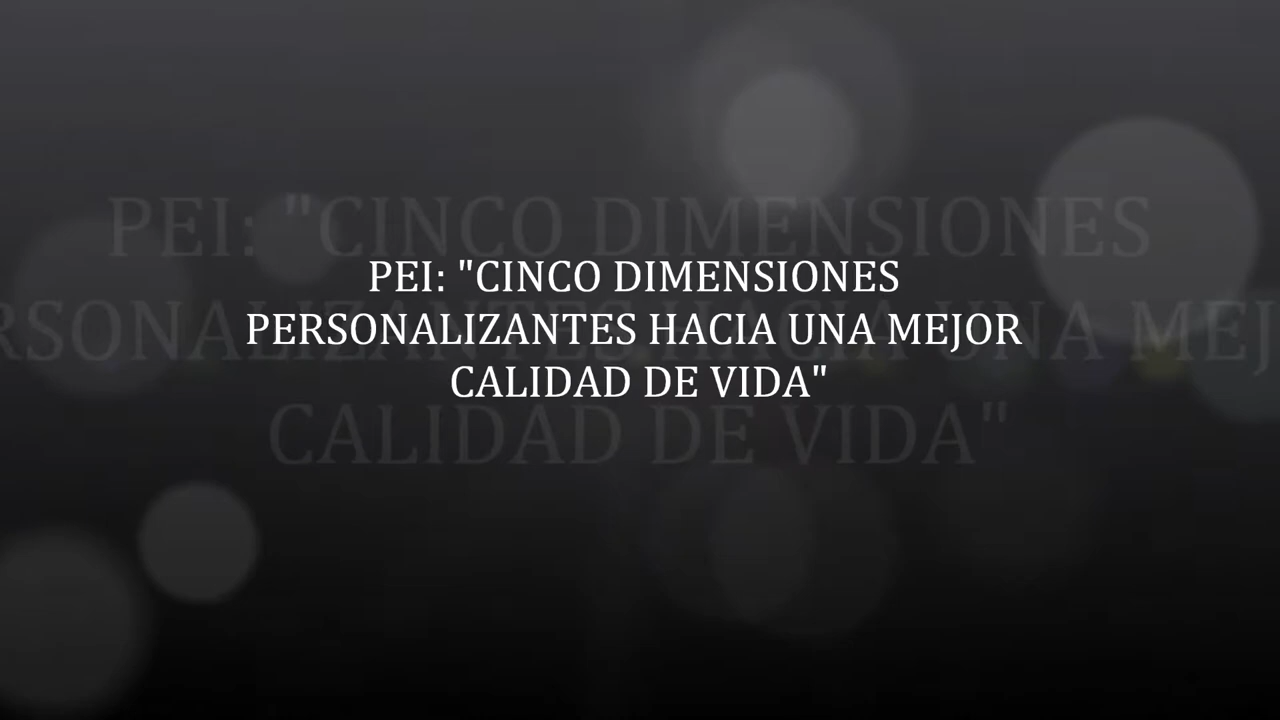 PEI: "CINCO DIMENSIONES
PERSONALIZANTES HACIA UNA MEJOR
CALIDAD DE VIDA"